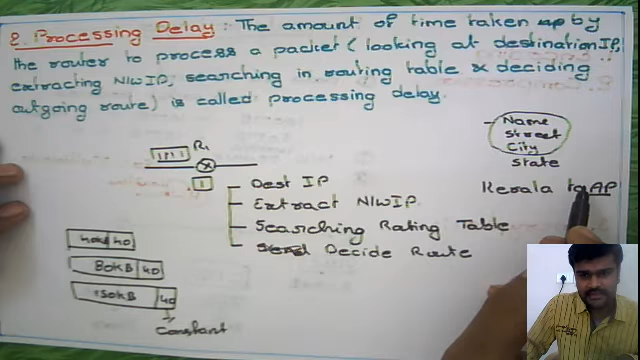 2. Processing Delay : The amount of time taken up by
the router to process a packet (looking at destination IP,
extracting N/W IP, searching in routing table & deciding
outgoing route) is called processing delay.
Name
Street
City
State
Kerala to AP
R1
1
Dest IP
Extract N/W IP
Searching Rating Table
Decide Route
40
80KB 40
150KB 40
Constant